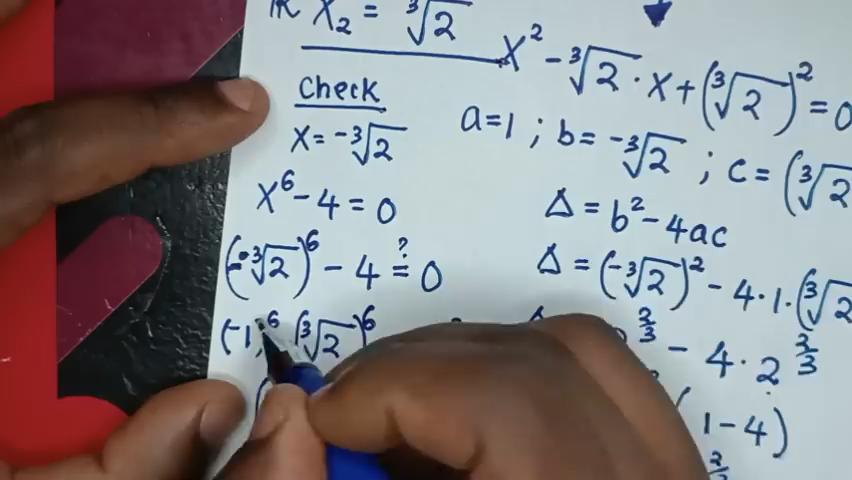 X₂ = ∛2
Check
X = -∛2
X⁶ - 4 = 0
(-∛2)⁶ - 4 ≟ 0
(-1)⁶ (∛2)⁶
X² - ∛2 · X + (∛2)² = 0
a = 1 ; b = -∛2 ; c = (∛2
Δ = b² - 4ac
Δ = (-∛2)² - 4 · 1 · (∛2
- 4 · 2^(2/3)
1 - 4)